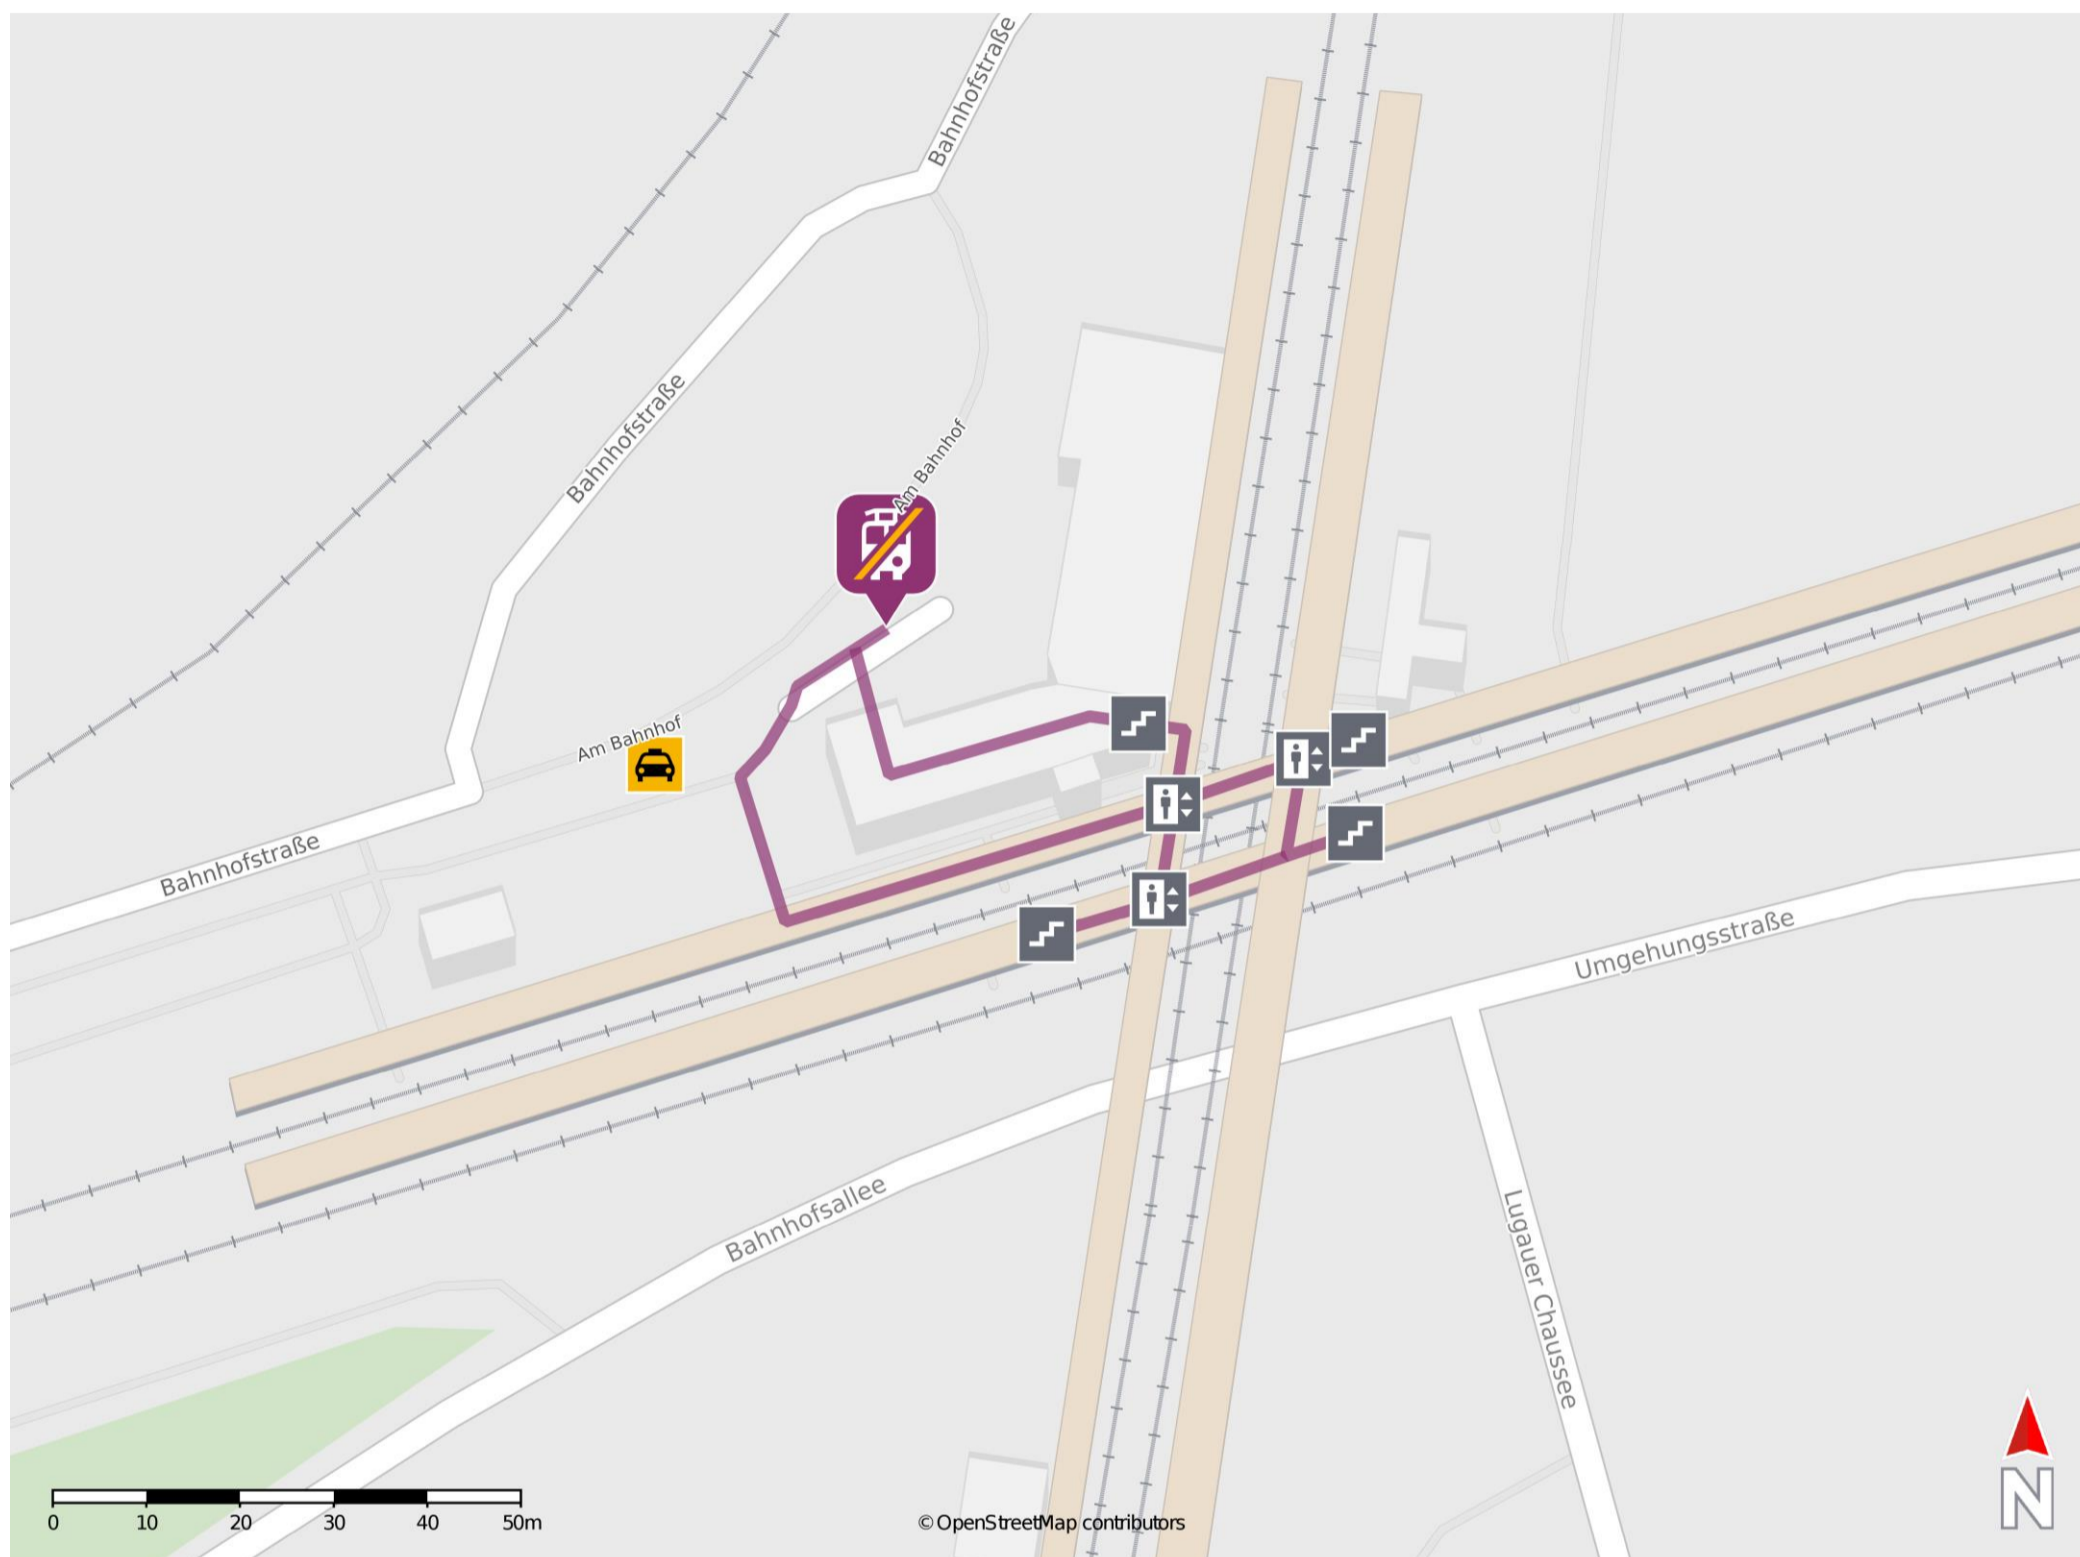 Bahnhofstraße
Bahnhofstraße
Am Bahnhof
Am Bahnhof
Bahnhofstraße
Umgehungsstraße
Bahnhofsallee
Lugauer Chaussee
0 10 20 30 40 50m
© OpenStreetMap contributors
N